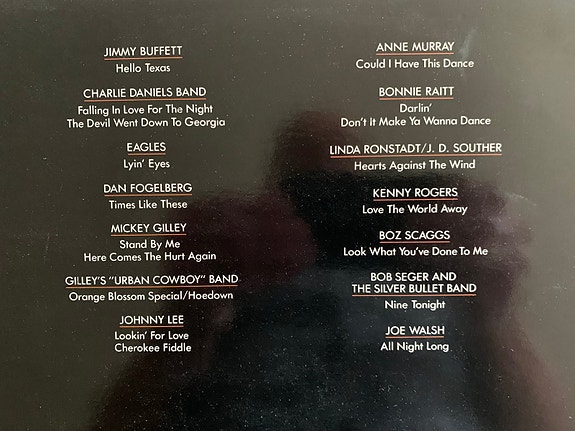 JIMMY BUFFETT
Hello Texas
CHARLIE DANIELS BAND
Falling In Love For The Night
The Devil Went Down To Georgia
EAGLES
Lyin' Eyes
DAN FOGELBERG
Times Like These
MICKEY GILLEY
Stand By Me
Here Comes The Hurt Again
GILLEY'S "URBAN COWBOY" BAND
Orange Blossom Special/Hoedown
JOHNNY LEE
Lookin' For Love
Cherokee Fiddle
ANNE MURRAY
Could I Have This Dance
BONNIE RAITT
Darlin'
Don't It Make Ya Wanna Dance
LINDA RONSTADT/J. D. SOUTHER
Hearts Against The Wind
KENNY ROGERS
Love The World Away
BOZ SCAGGS
Look What You've Done To Me
BOB SEGER AND
THE SILVER BULLET BAND
Nine Tonight
JOE WALSH
All Night Long